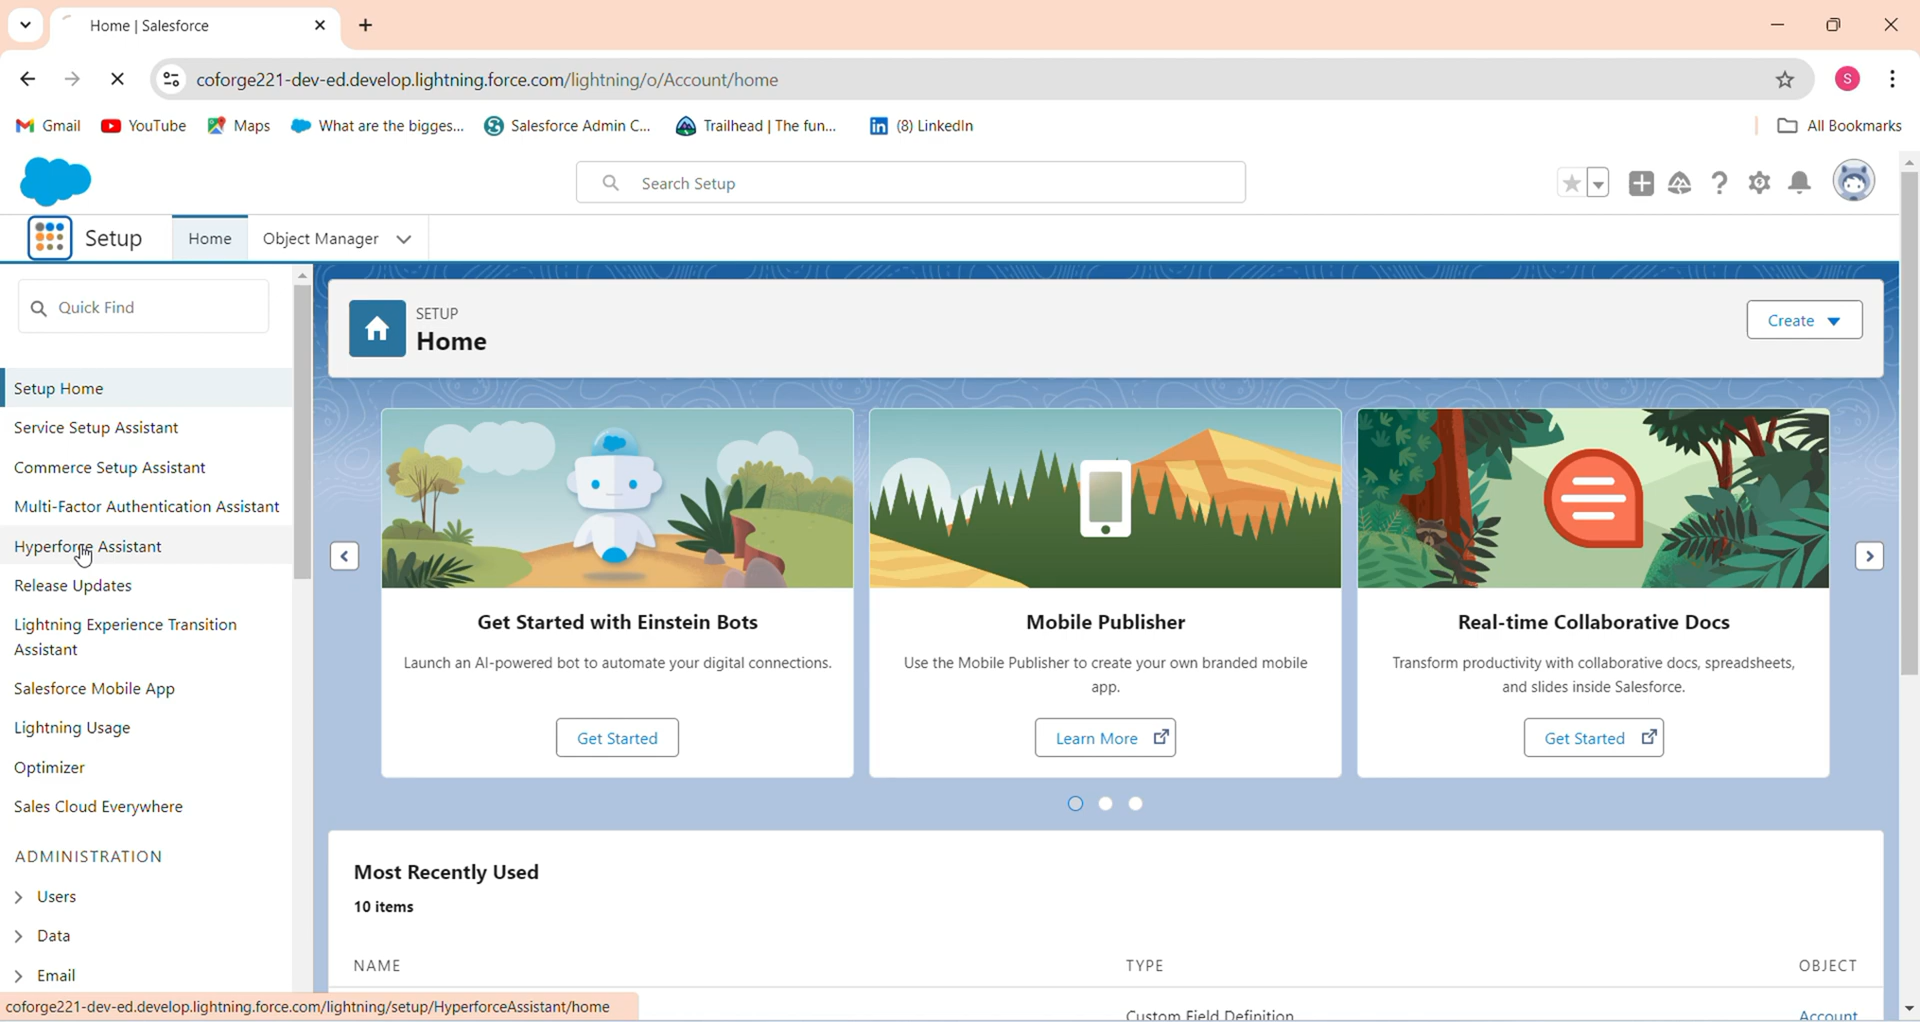 Home | Salesforce
coforge221-dev-ed.develop.lightning.force.com/lightning/o/Account/home
S
Gmail
YouTube
Maps
What are the bigges...
Salesforce Admin C...
Trailhead | The fun...
(8) LinkedIn
All Bookmarks
Search Setup
Setup
Home
Object Manager
Quick Find
Setup Home
Service Setup Assistant
Commerce Setup Assistant
Multi-Factor Authentication Assistant
Hyperforce Assistant
Release Updates
Lightning Experience Transition
Assistant
Salesforce Mobile App
Lightning Usage
Optimizer
Sales Cloud Everywhere
ADMINISTRATION
Users
Data
Email
SETUP
Home
Create
Get Started with Einstein Bots
Launch an AI-powered bot to automate your digital connections.
Get Started
Mobile Publisher
Use the Mobile Publisher to create your own branded mobile
app.
Learn More
Real-time Collaborative Docs
Transform productivity with collaborative docs, spreadsheets,
and slides inside Salesforce.
Get Started
Most Recently Used
10 items
NAME
TYPE
OBJECT
Custom Field Definition
Account
coforge221-dev-ed.develop.lightning.force.com/lightning/setup/HyperforceAssistant/home